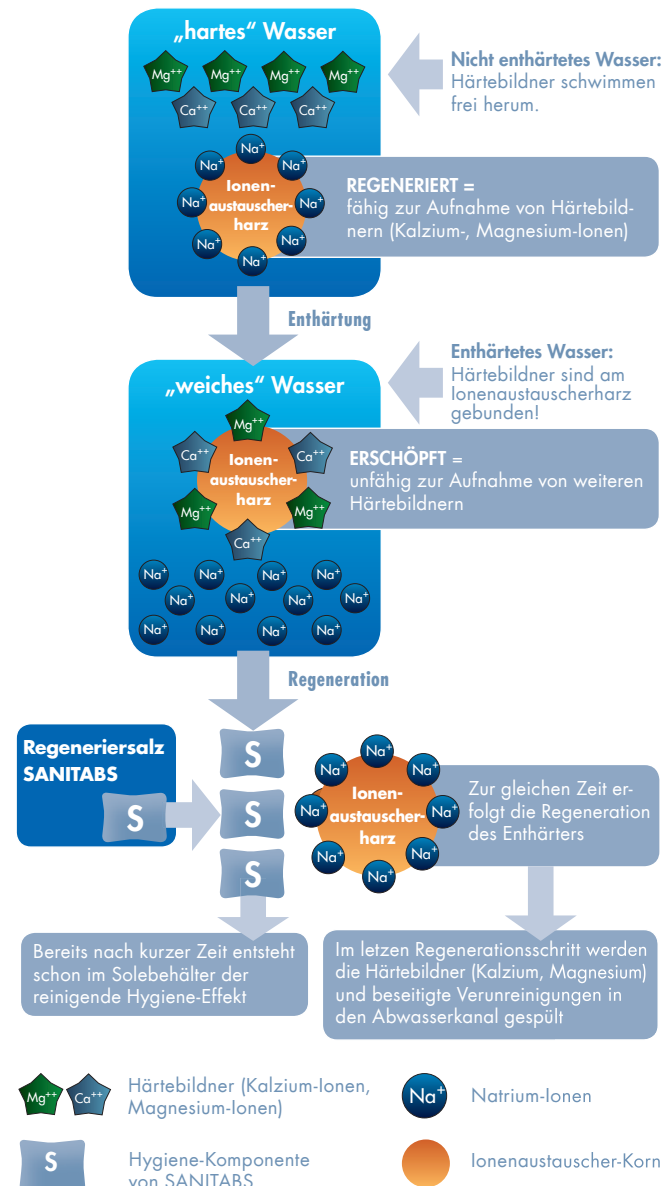 „hartes“ Wasser
Mg++ Mg++ Mg++ Mg++
Ca++ Ca++ Ca++
Nicht enthärtetes Wasser:
Härtebildner schwimmen
frei herum.
Na+
Na+ Na+
Na+ Na+
Na+ Na+
Na+
Ionen-
austauscher-
harz
REGENERIERT =
fähig zur Aufnahme von Härtebild-
nern (Kalzium-, Magnesium-Ionen)
Enthärtung
„weiches“ Wasser
Enthärtetes Wasser:
Härtebildner sind am
Ionenaustauscherharz
gebunden!
Mg++
Ca++ Ca++
Mg++ Mg++
Ca++
Ionen-
austauscher-
harz
ERSCHÖPFT =
unfähig zur Aufnahme von weiteren
Härtebildnern
Na+ Na+ Na+ Na+
Na+ Na+ Na+ Na+
Na+ Na+ Na+ Na+
Regeneration
Regeneriersalz
SANITABS
S
S
S
S
Na+
Na+ Na+
Na+ Na+
Na+ Na+
Na+
Ionen-
austauscher-
harz
Zur gleichen Zeit er-
folgt die Regeneration
des Enthärters
Bereits nach kurzer Zeit entsteht
schon im Solebehälter der
reinigende Hygiene-Effekt
Im letzen Regenerationsschritt werden
die Härtebildner (Kalzium, Magnesium)
und beseitigte Verunreinigungen in
den Abwasserkanal gespült
Mg++ Ca++
Härtebildner (Kalzium-Ionen,
Magnesium-Ionen)
Na+
Natrium-Ionen
S
Hygiene-Komponente
von SANITABS
Ionenaustauscher-Korn